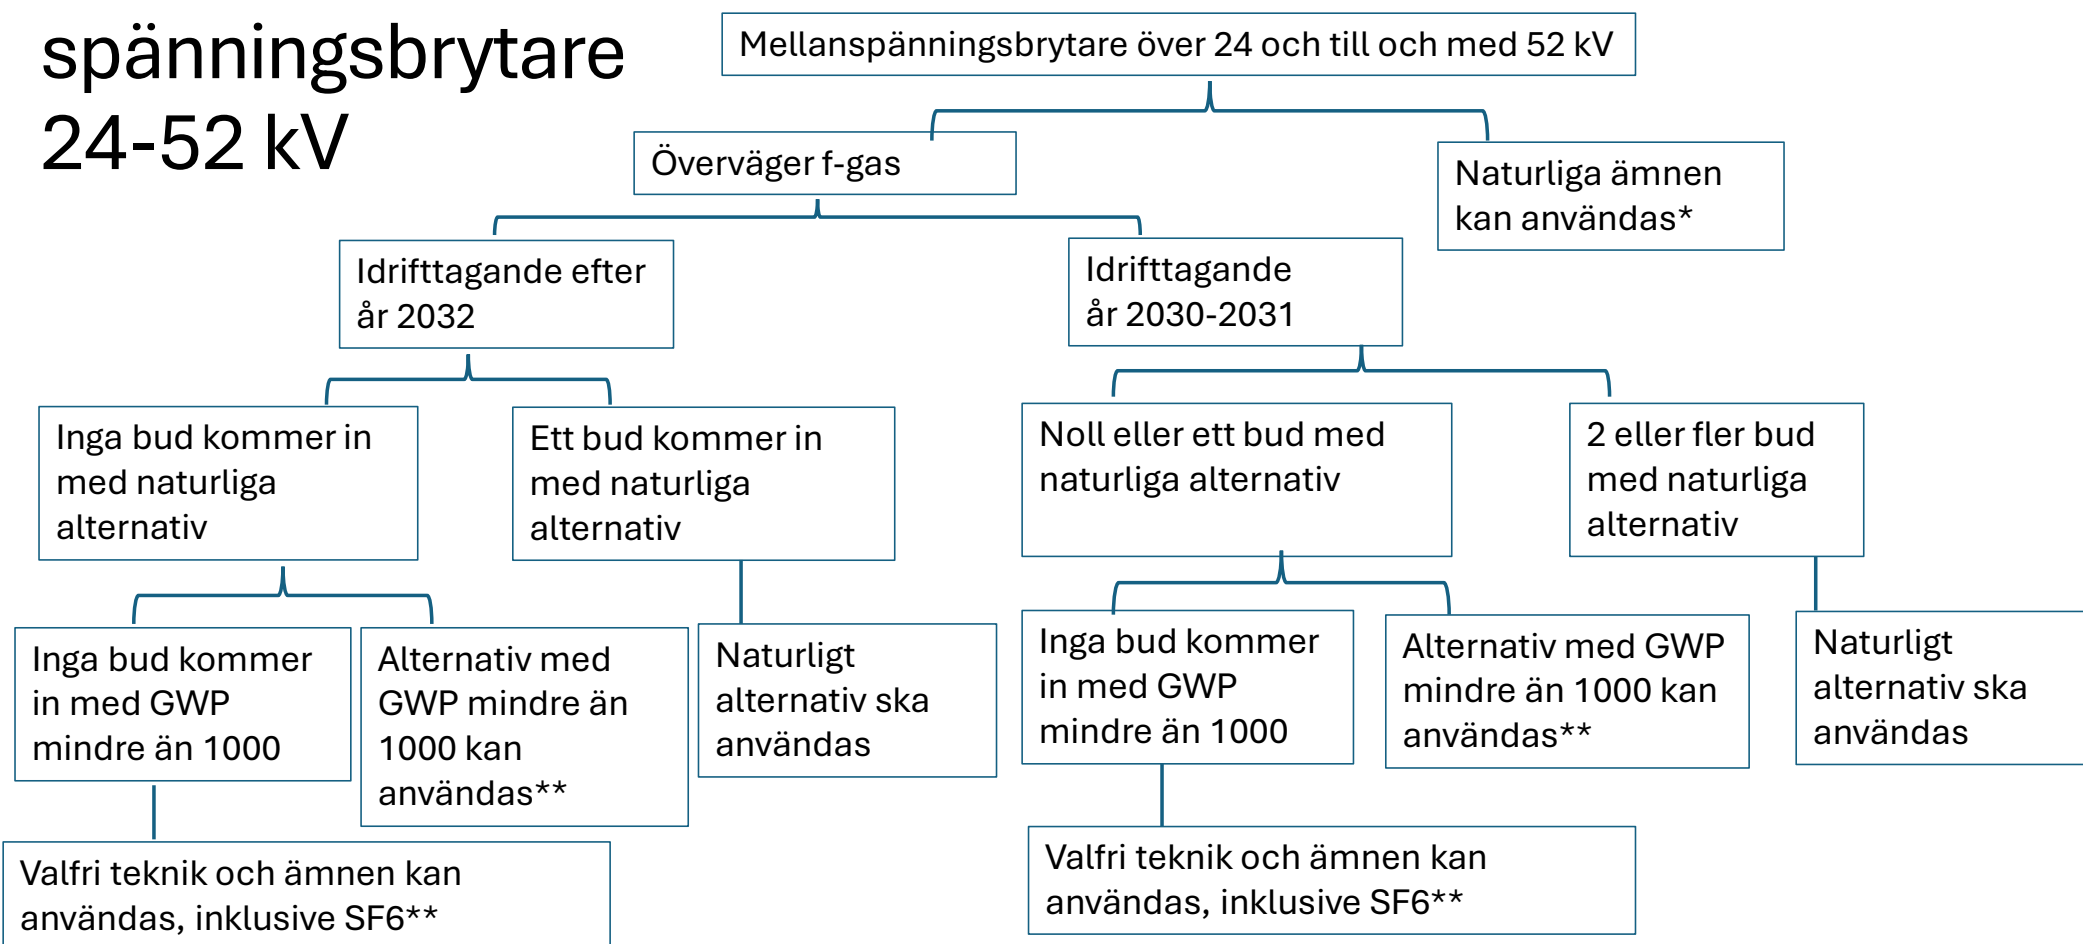 spänningsbrytare
24-52 kV
Mellanspänningsbrytare över 24 och till och med 52 kV
Överväger f-gas
Naturliga ämnen
kan användas*
Idrifttagande efter
år 2032
Idrifttagande
år 2030-2031
Inga bud kommer in
med naturliga
alternativ
Ett bud kommer in
med naturliga
alternativ
Noll eller ett bud med
naturliga alternativ
2 eller fler bud
med naturliga
alternativ
Inga bud kommer
in med GWP
mindre än 1000
Alternativ med
GWP mindre än
1000 kan
användas**
Naturligt
alternativ ska
användas
Inga bud kommer
in med GWP
mindre än 1000
Alternativ med GWP
mindre än 1000 kan
användas**
Naturligt
alternativ ska
användas
Valfri teknik och ämnen kan
användas, inklusive SF6**
Valfri teknik och ämnen kan
användas, inklusive SF6**